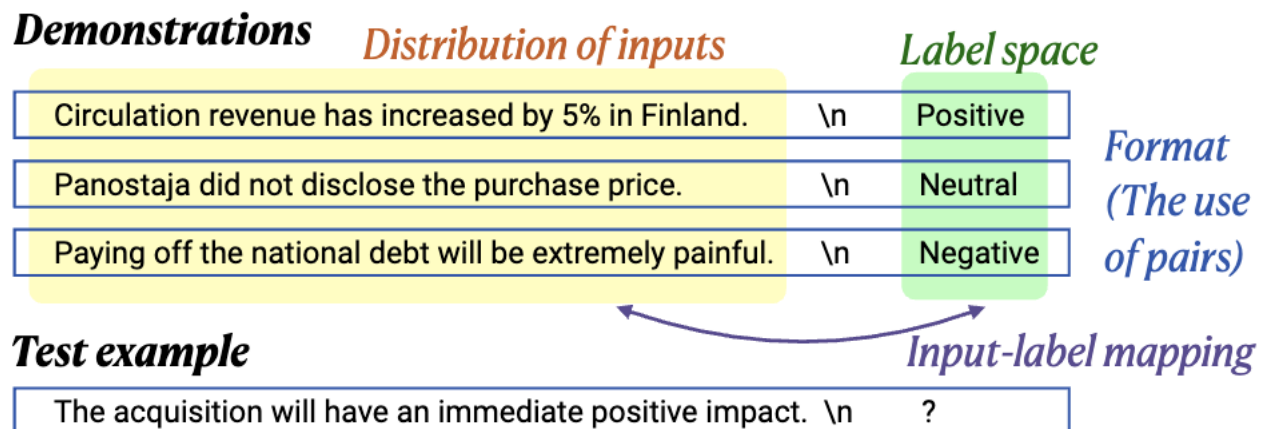 Demonstrations
Distribution of inputs
Label space
Circulation revenue has increased by 5% in Finland. \n Positive
Panostaja did not disclose the purchase price. \n Neutral
Paying off the national debt will be extremely painful. \n Negative
Format
(The use
of pairs)
Test example
Input-label mapping
The acquisition will have an immediate positive impact. \n ?